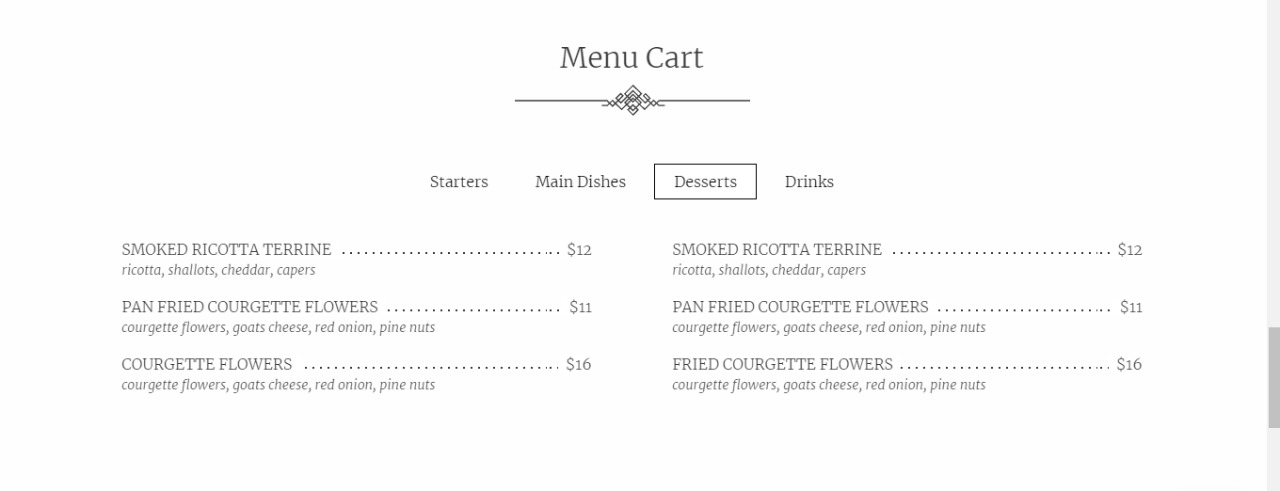 Menu Cart
Starters Main Dishes Desserts Drinks
SMOKED RICOTTA TERRINE ........................... $12
ricotta, shallots, cheddar, capers
PAN FRIED COURGETTE FLOWERS ..................... $11
courgette flowers, goats cheese, red onion, pine nuts
COURGETTE FLOWERS ............................... $16
courgette flowers, goats cheese, red onion, pine nuts
SMOKED RICOTTA TERRINE ........................... $12
ricotta, shallots, cheddar, capers
PAN FRIED COURGETTE FLOWERS ..................... $11
courgette flowers, goats cheese, red onion, pine nuts
FRIED COURGETTE FLOWERS ......................... $16
courgette flowers, goats cheese, red onion, pine nuts